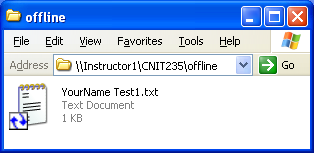 offline
File Edit View Favorites Tools Help
Address \\Instructor1\CNIT235\offline Go
YourName Test1.txt
Text Document
1 KB